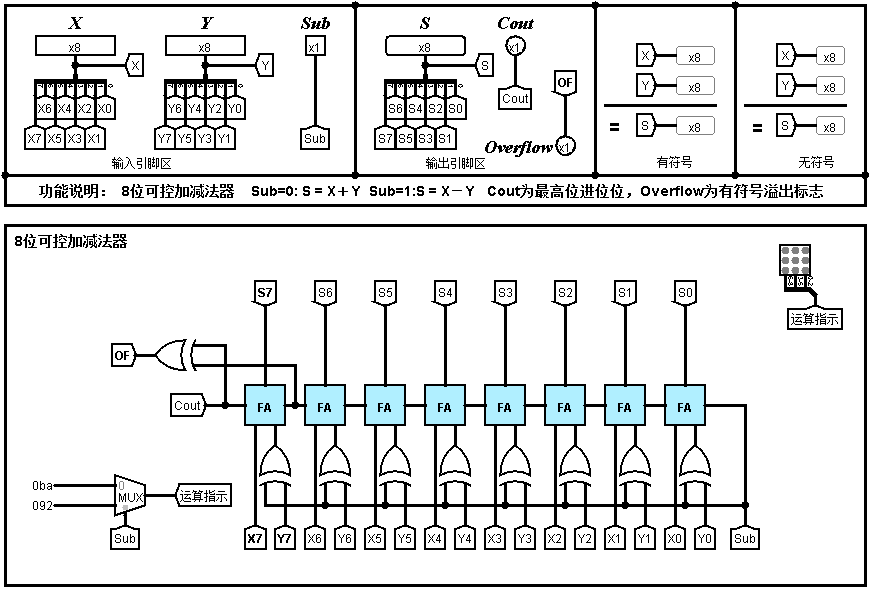 X Y Sub S Cout
x8 x8 x1 x8 x1
X Y S OF X x8 X x8
Y x8 Y x8
X6 X4 X2 X0 Y6 Y4 Y2 Y0 S6 S4 S2 S0 Cout
= S x8 = S x8
X7 X5 X3 X1 Y7 Y5 Y3 Y1 Sub S7 S5 S3 S1
Overflow x1
输入引脚区 输出引脚区 有符号 无符号
功能说明： 8位可控加减法器 Sub=0: S = X＋Y Sub=1:S = X－Y Cout为最高位进位位，Overflow为有符号溢出标志
8位可控加减法器
S7 S6 S5 S4 S3 S2 S1 S0
运算指示
OF
Cout FA FA FA FA FA FA FA FA
0ba 0
092 MUX 运算指示
Sub X7 Y7 X6 Y6 X5 Y5 X4 Y4 X3 Y3 X2 Y2 X1 Y1 X0 Y0 Sub